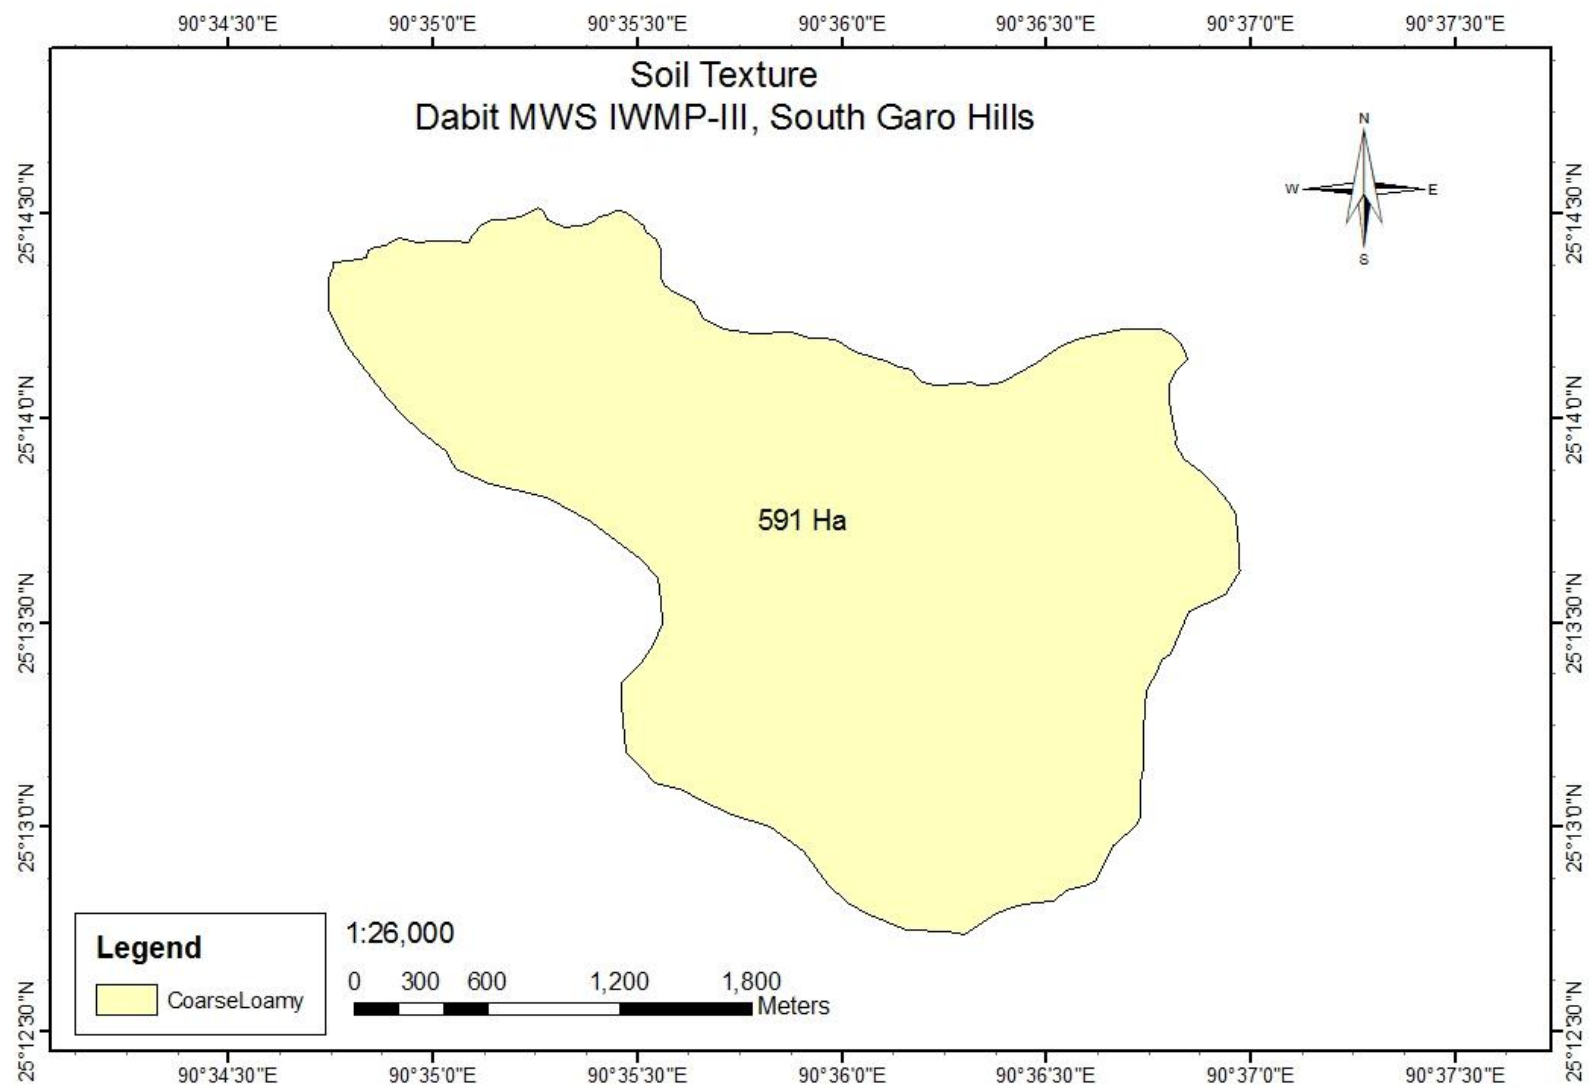 90°34'30"E 90°35'0"E 90°35'30"E 90°36'0"E 90°36'30"E 90°37'0"E 90°37'30"E
Soil Texture
Dabit MWS IWMP-III, South Garo Hills
N
W E
S
25°14'30"N 25°14'30"N
25°14'0"N 25°14'0"N
591 Ha
25°13'30"N 25°13'30"N
25°13'0"N 25°13'0"N
Legend
CoarseLoamy
1:26,000
0 300 600 1,200 1,800
Meters
25°12'30"N 25°12'30"N
90°34'30"E 90°35'0"E 90°35'30"E 90°36'0"E 90°36'30"E 90°37'0"E 90°37'30"E